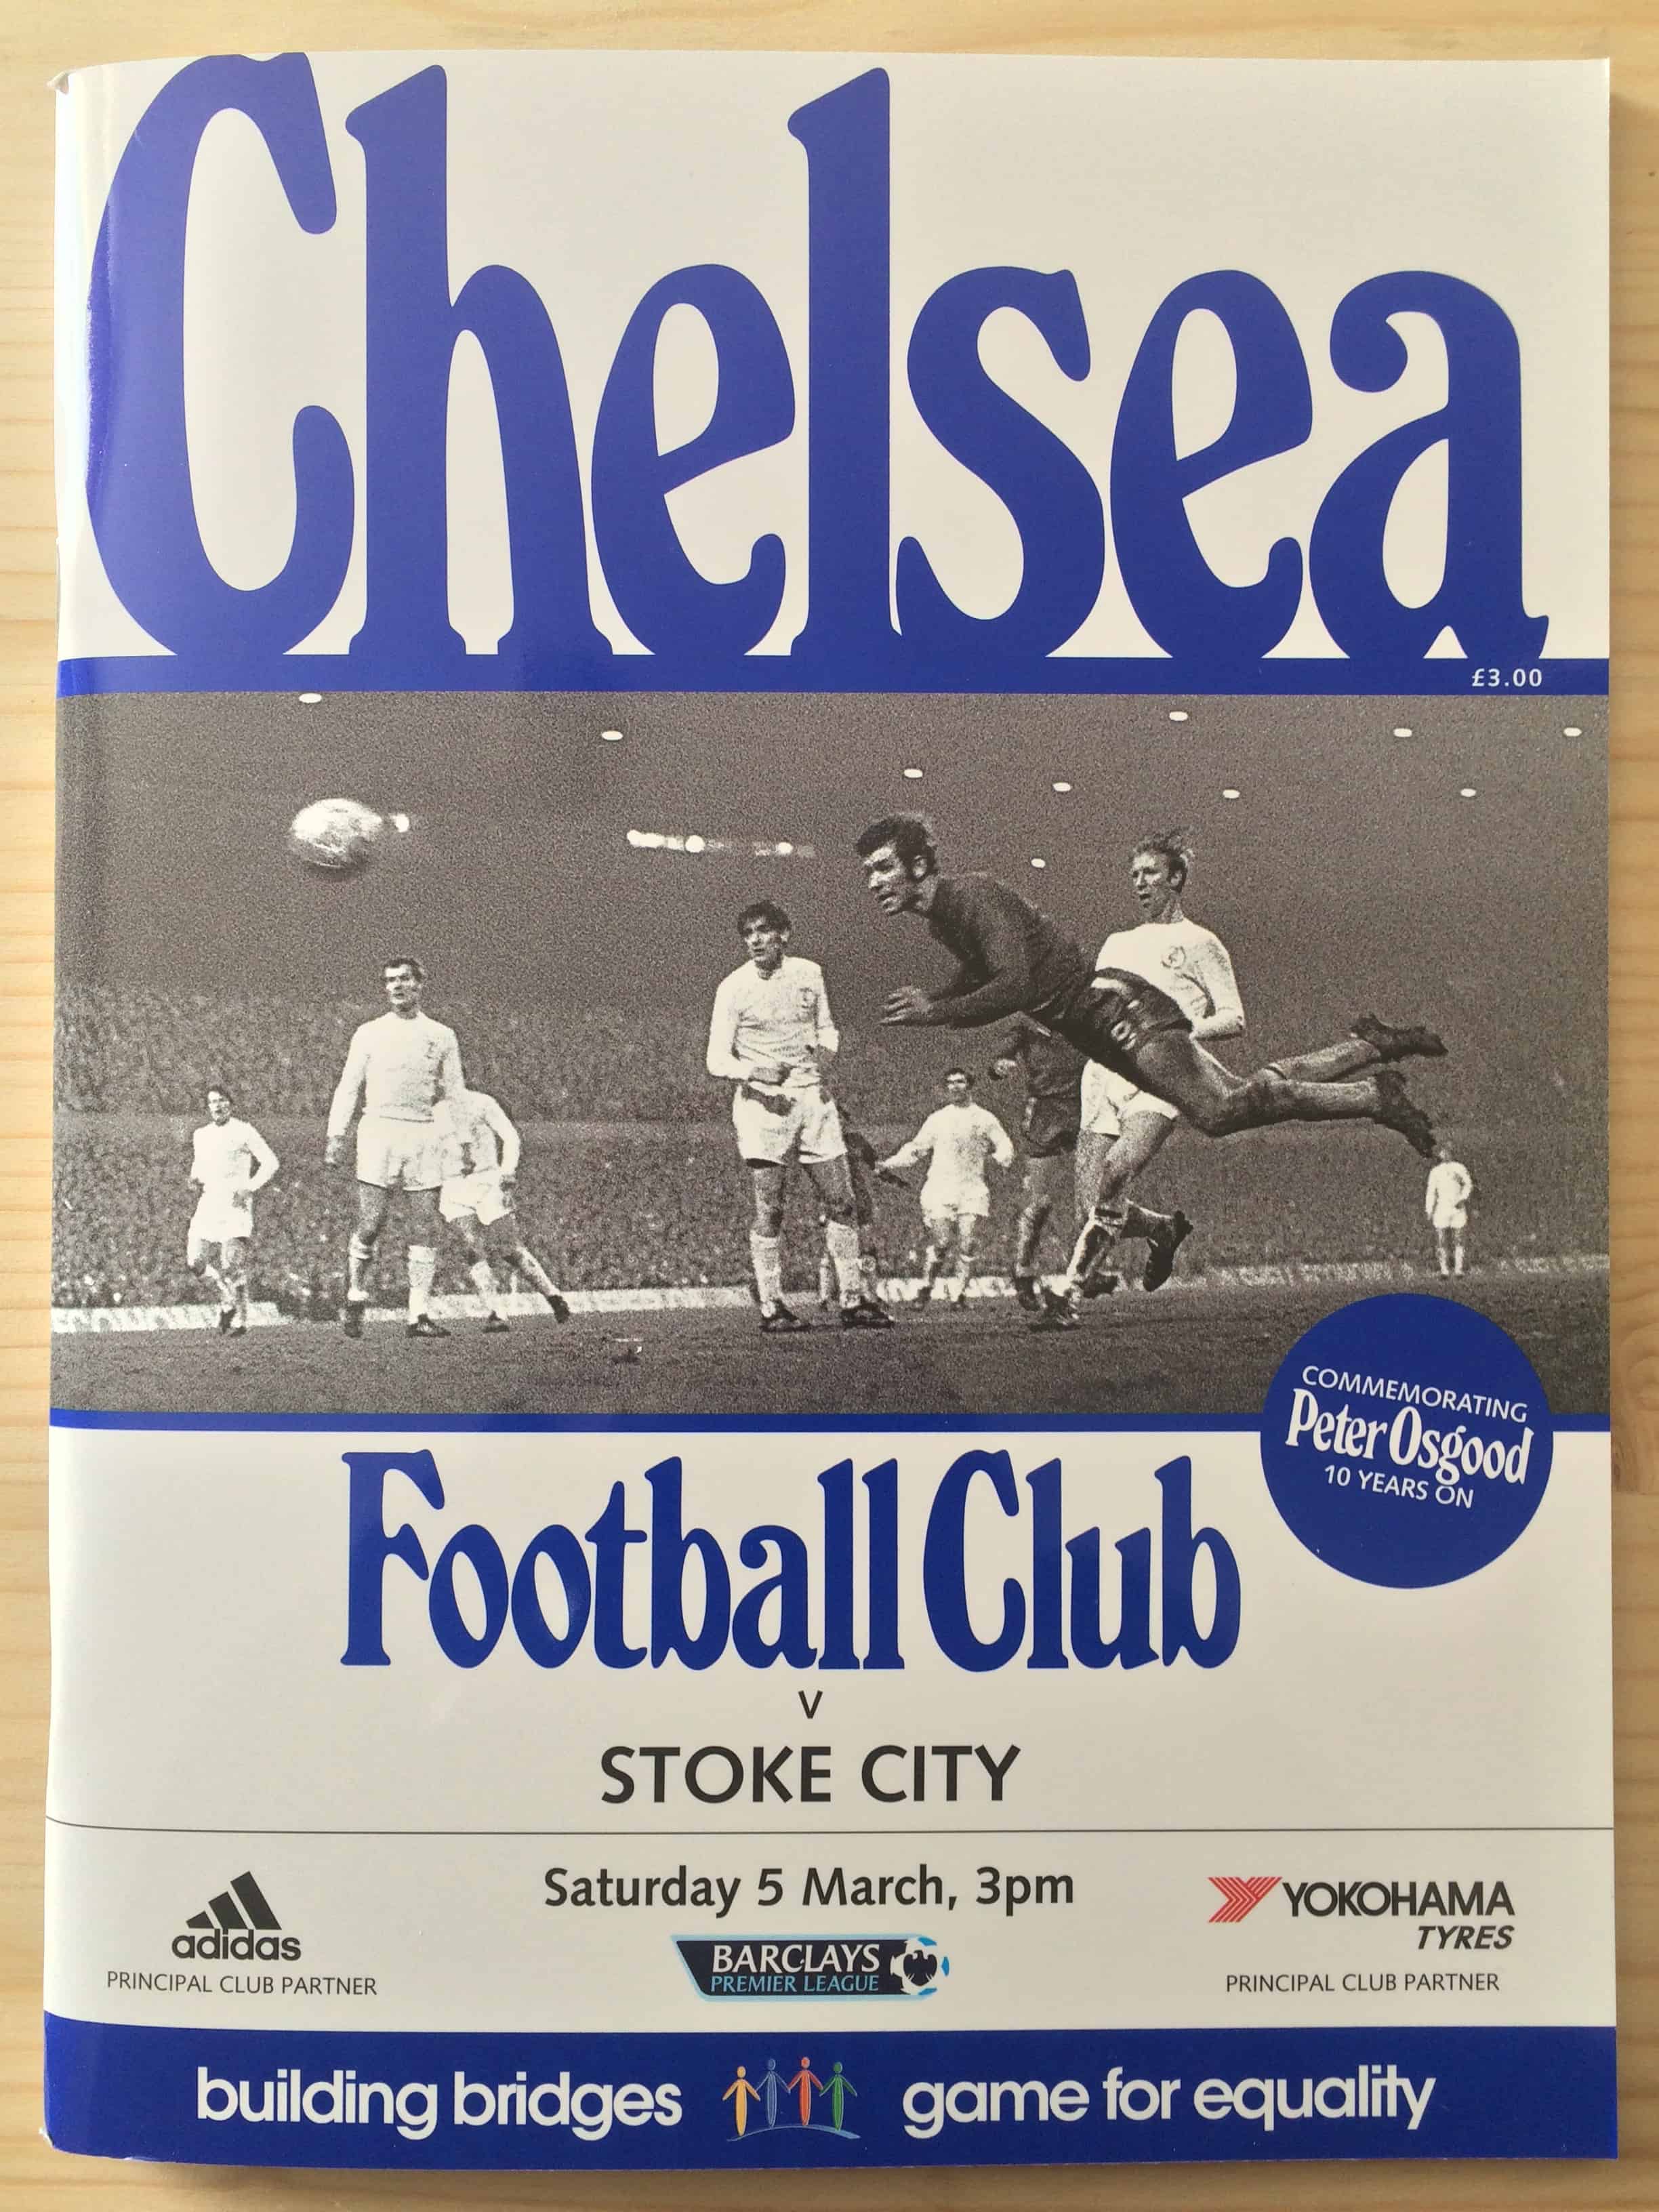 Chelsea
£3.00
COMMEMORATING
Peter Osgood
10 YEARS ON
Football Club
v
STOKE CITY
Saturday 5 March, 3pm
adidas
PRINCIPAL CLUB PARTNER
BARCLAYS
PREMIER LEAGUE
YOKOHAMA
TYRES
PRINCIPAL CLUB PARTNER
building bridges game for equality